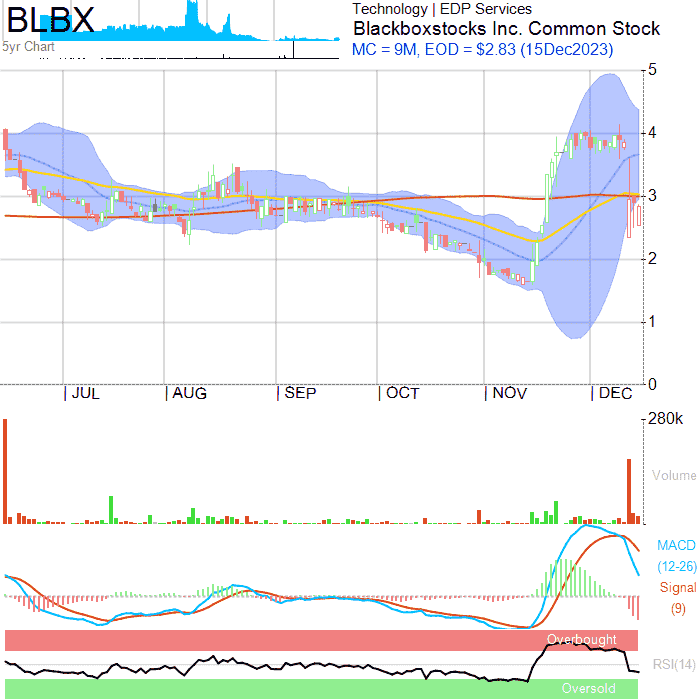 BLBX
5yr Chart
Technology | EDP Services
Blackboxstocks Inc. Common Stock
MC = 9M, EOD = $2.83 (15Dec2023)
5
4
3
2
1
0
JUL AUG SEP OCT NOV DEC
280k
Volume
MACD
(12-26)
Signal
(9)
Overbought
RSI(14)
Oversold